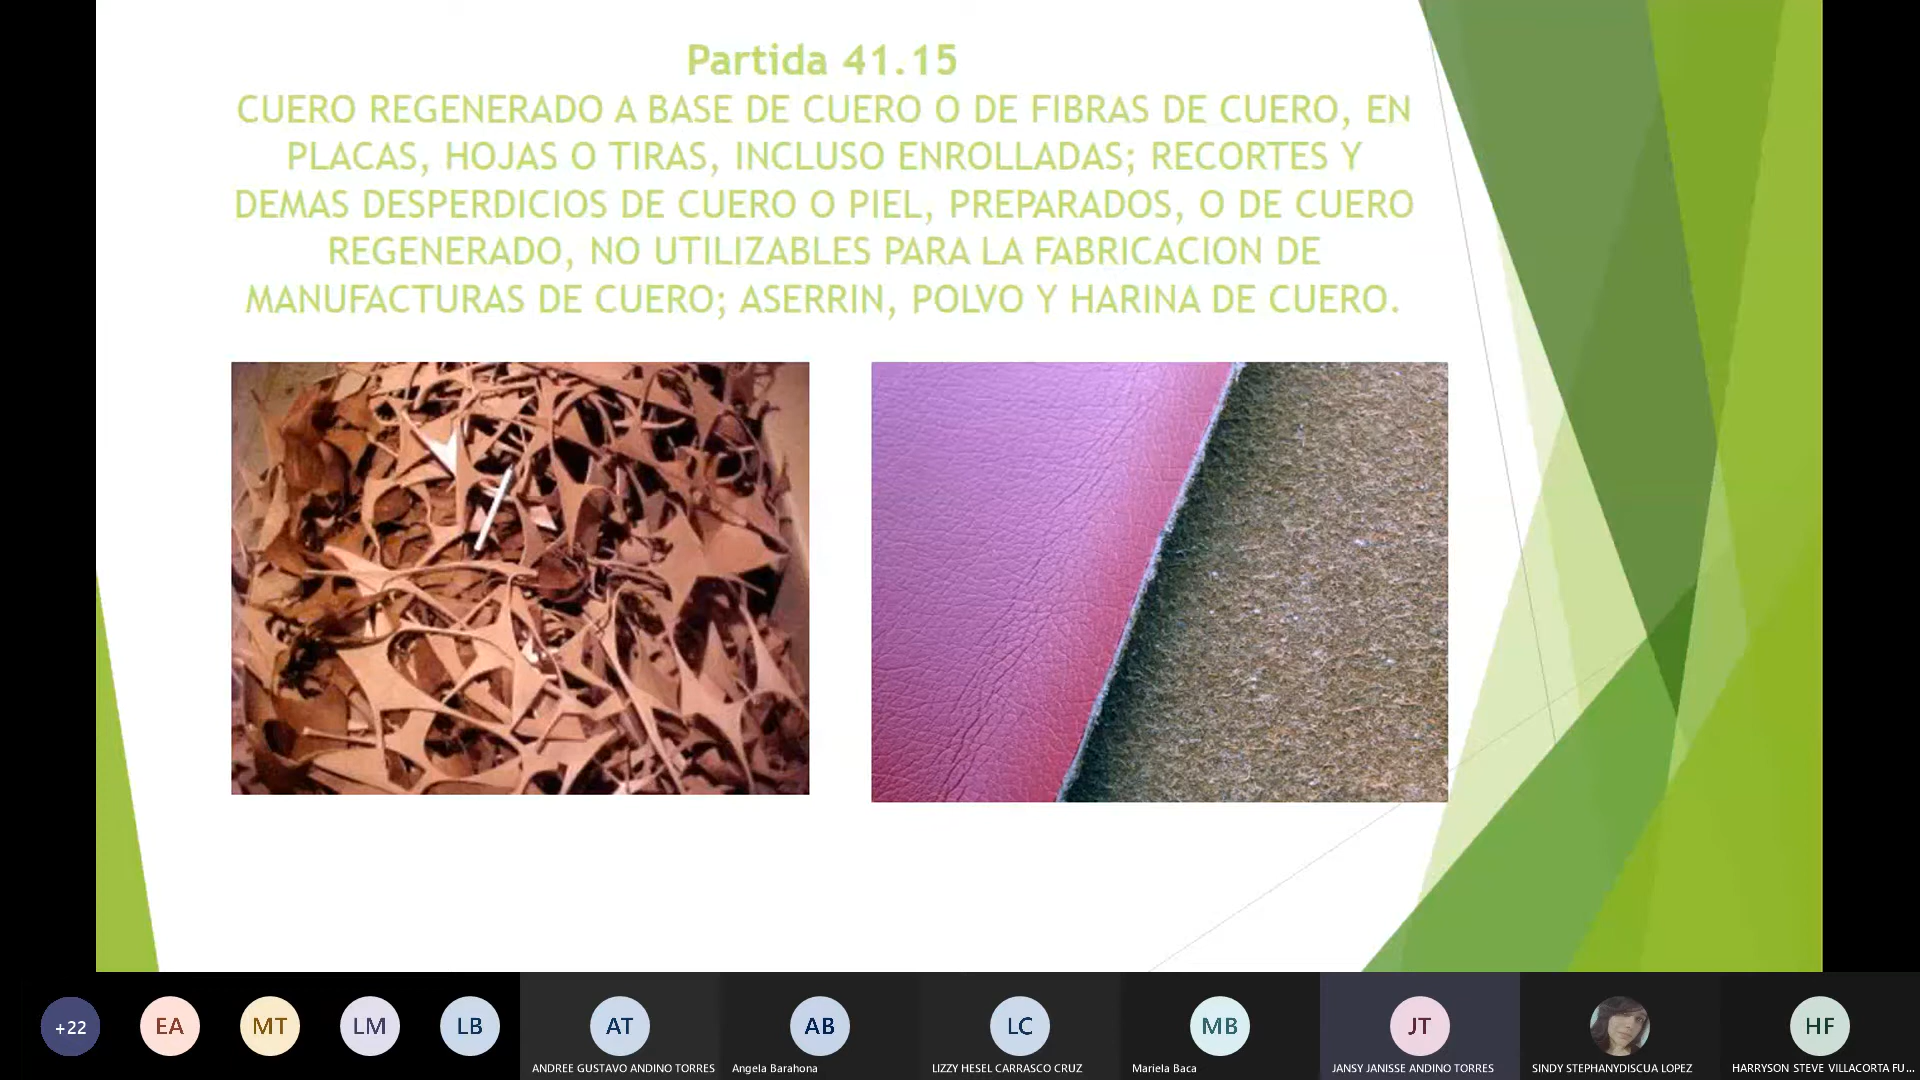 Partida 41.15
CUERO REGENERADO A BASE DE CUERO O DE FIBRAS DE CUERO, EN
PLACAS, HOJAS O TIRAS, INCLUSO ENROLLADAS; RECORTES Y
DEMAS DESPERDICIOS DE CUERO O PIEL, PREPARADOS, O DE CUERO
REGENERADO, NO UTILIZABLES PARA LA FABRICACION DE
MANUFACTURAS DE CUERO; ASERRIN, POLVO Y HARINA DE CUERO.
+22
EA
MT
LM
LB
AT
AB
LC
MB
JT
HF
ANDREE GUSTAVO ANDINO TORRES
Angela Barahona
LIZZY HESEL CARRASCO CRUZ
Mariela Baca
JANSY JANISSE ANDINO TORRES
SINDY STEPHANYDISCUA LOPEZ
HARRYSON STEVE VILLACORTA FU...